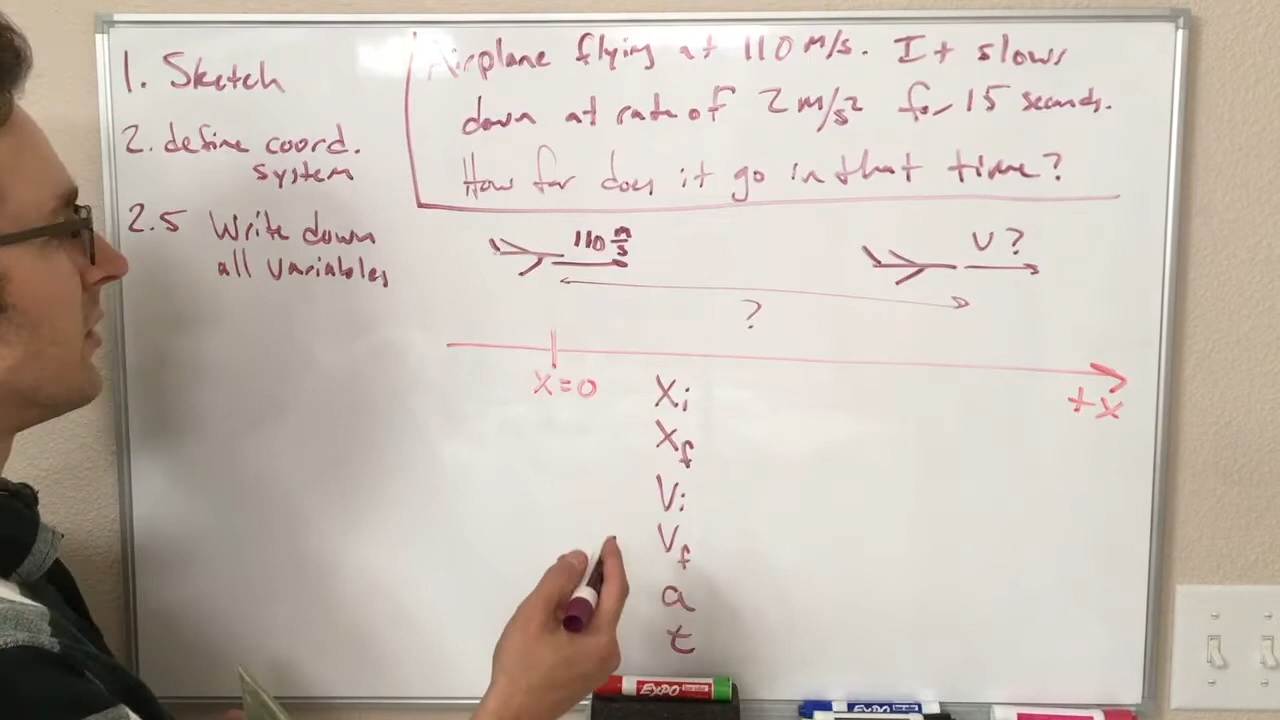 1. Sketch
2. define coord.
system
2.5 Write down
all variables
Airplane flying at 110 m/s. It slows
down at rate of 2 m/s² for 15 seconds.
How far does it go in that time?
110 m/s
V?
?
x=0
+x
Xi
Xf
Vi
Vf
a
t
EXPO
EXPO